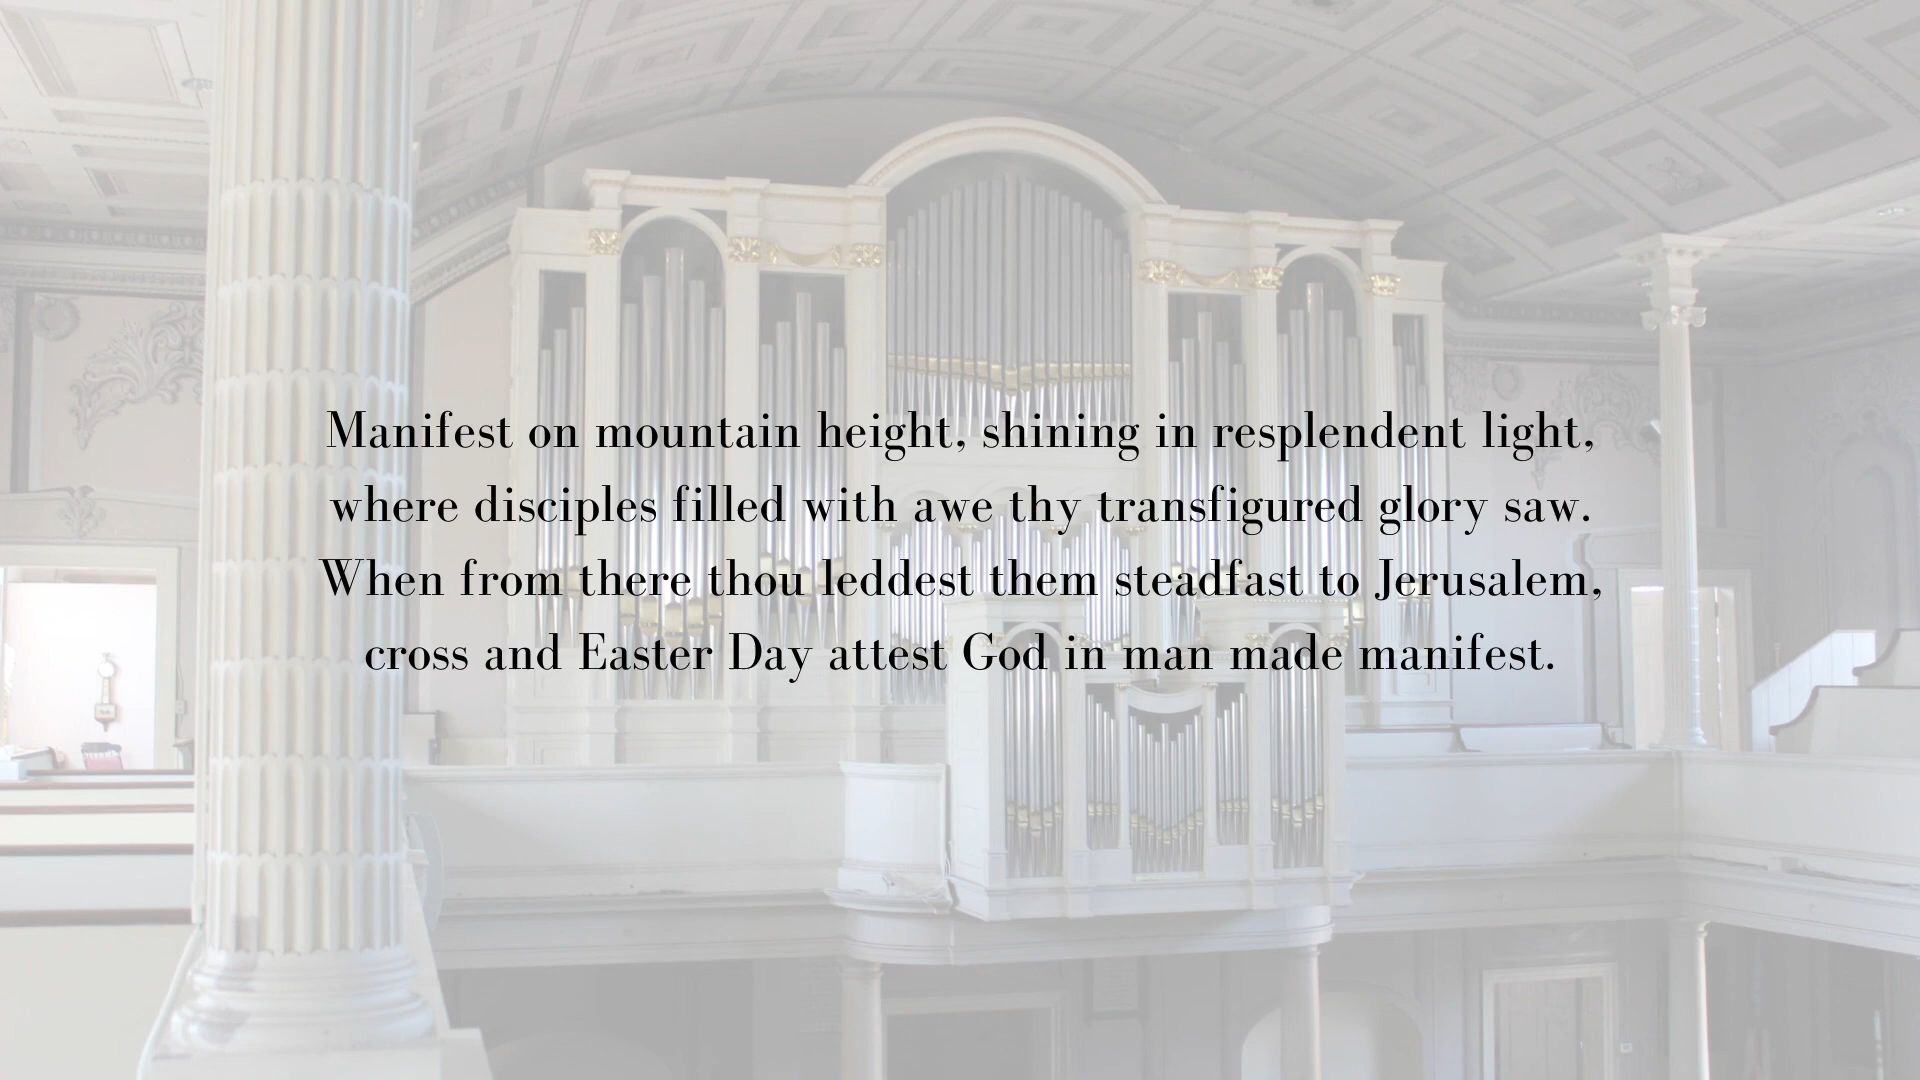 Manifest on mountain height, shining in resplendent light,
where disciples filled with awe thy transfigured glory saw.
When from there thou leddest them steadfast to Jerusalem,
cross and Easter Day attest God in man made manifest.